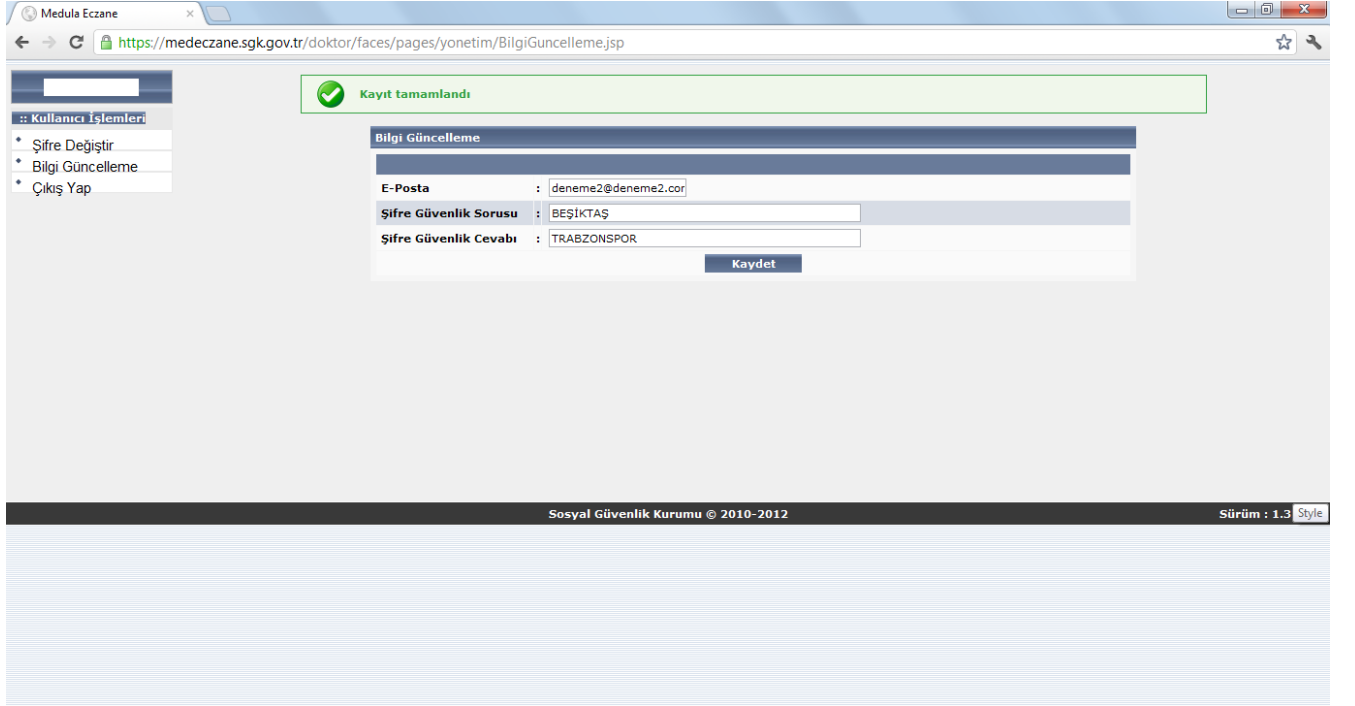 Medula Eczane
https://medeczane.sgk.gov.tr/doktor/faces/pages/yonetim/BilgiGuncelleme.jsp
Kayıt tamamlandı
:: Kullanıcı İşlemleri
Şifre Değiştir
Bilgi Güncelleme
Çıkış Yap
Bilgi Güncelleme
E-Posta : deneme2@deneme2.cor
Şifre Güvenlik Sorusu : BEŞİKTAŞ
Şifre Güvenlik Cevabı : TRABZONSPOR
Kaydet
Sosyal Güvenlik Kurumu © 2010-2012
Sürüm : 1.3
Style